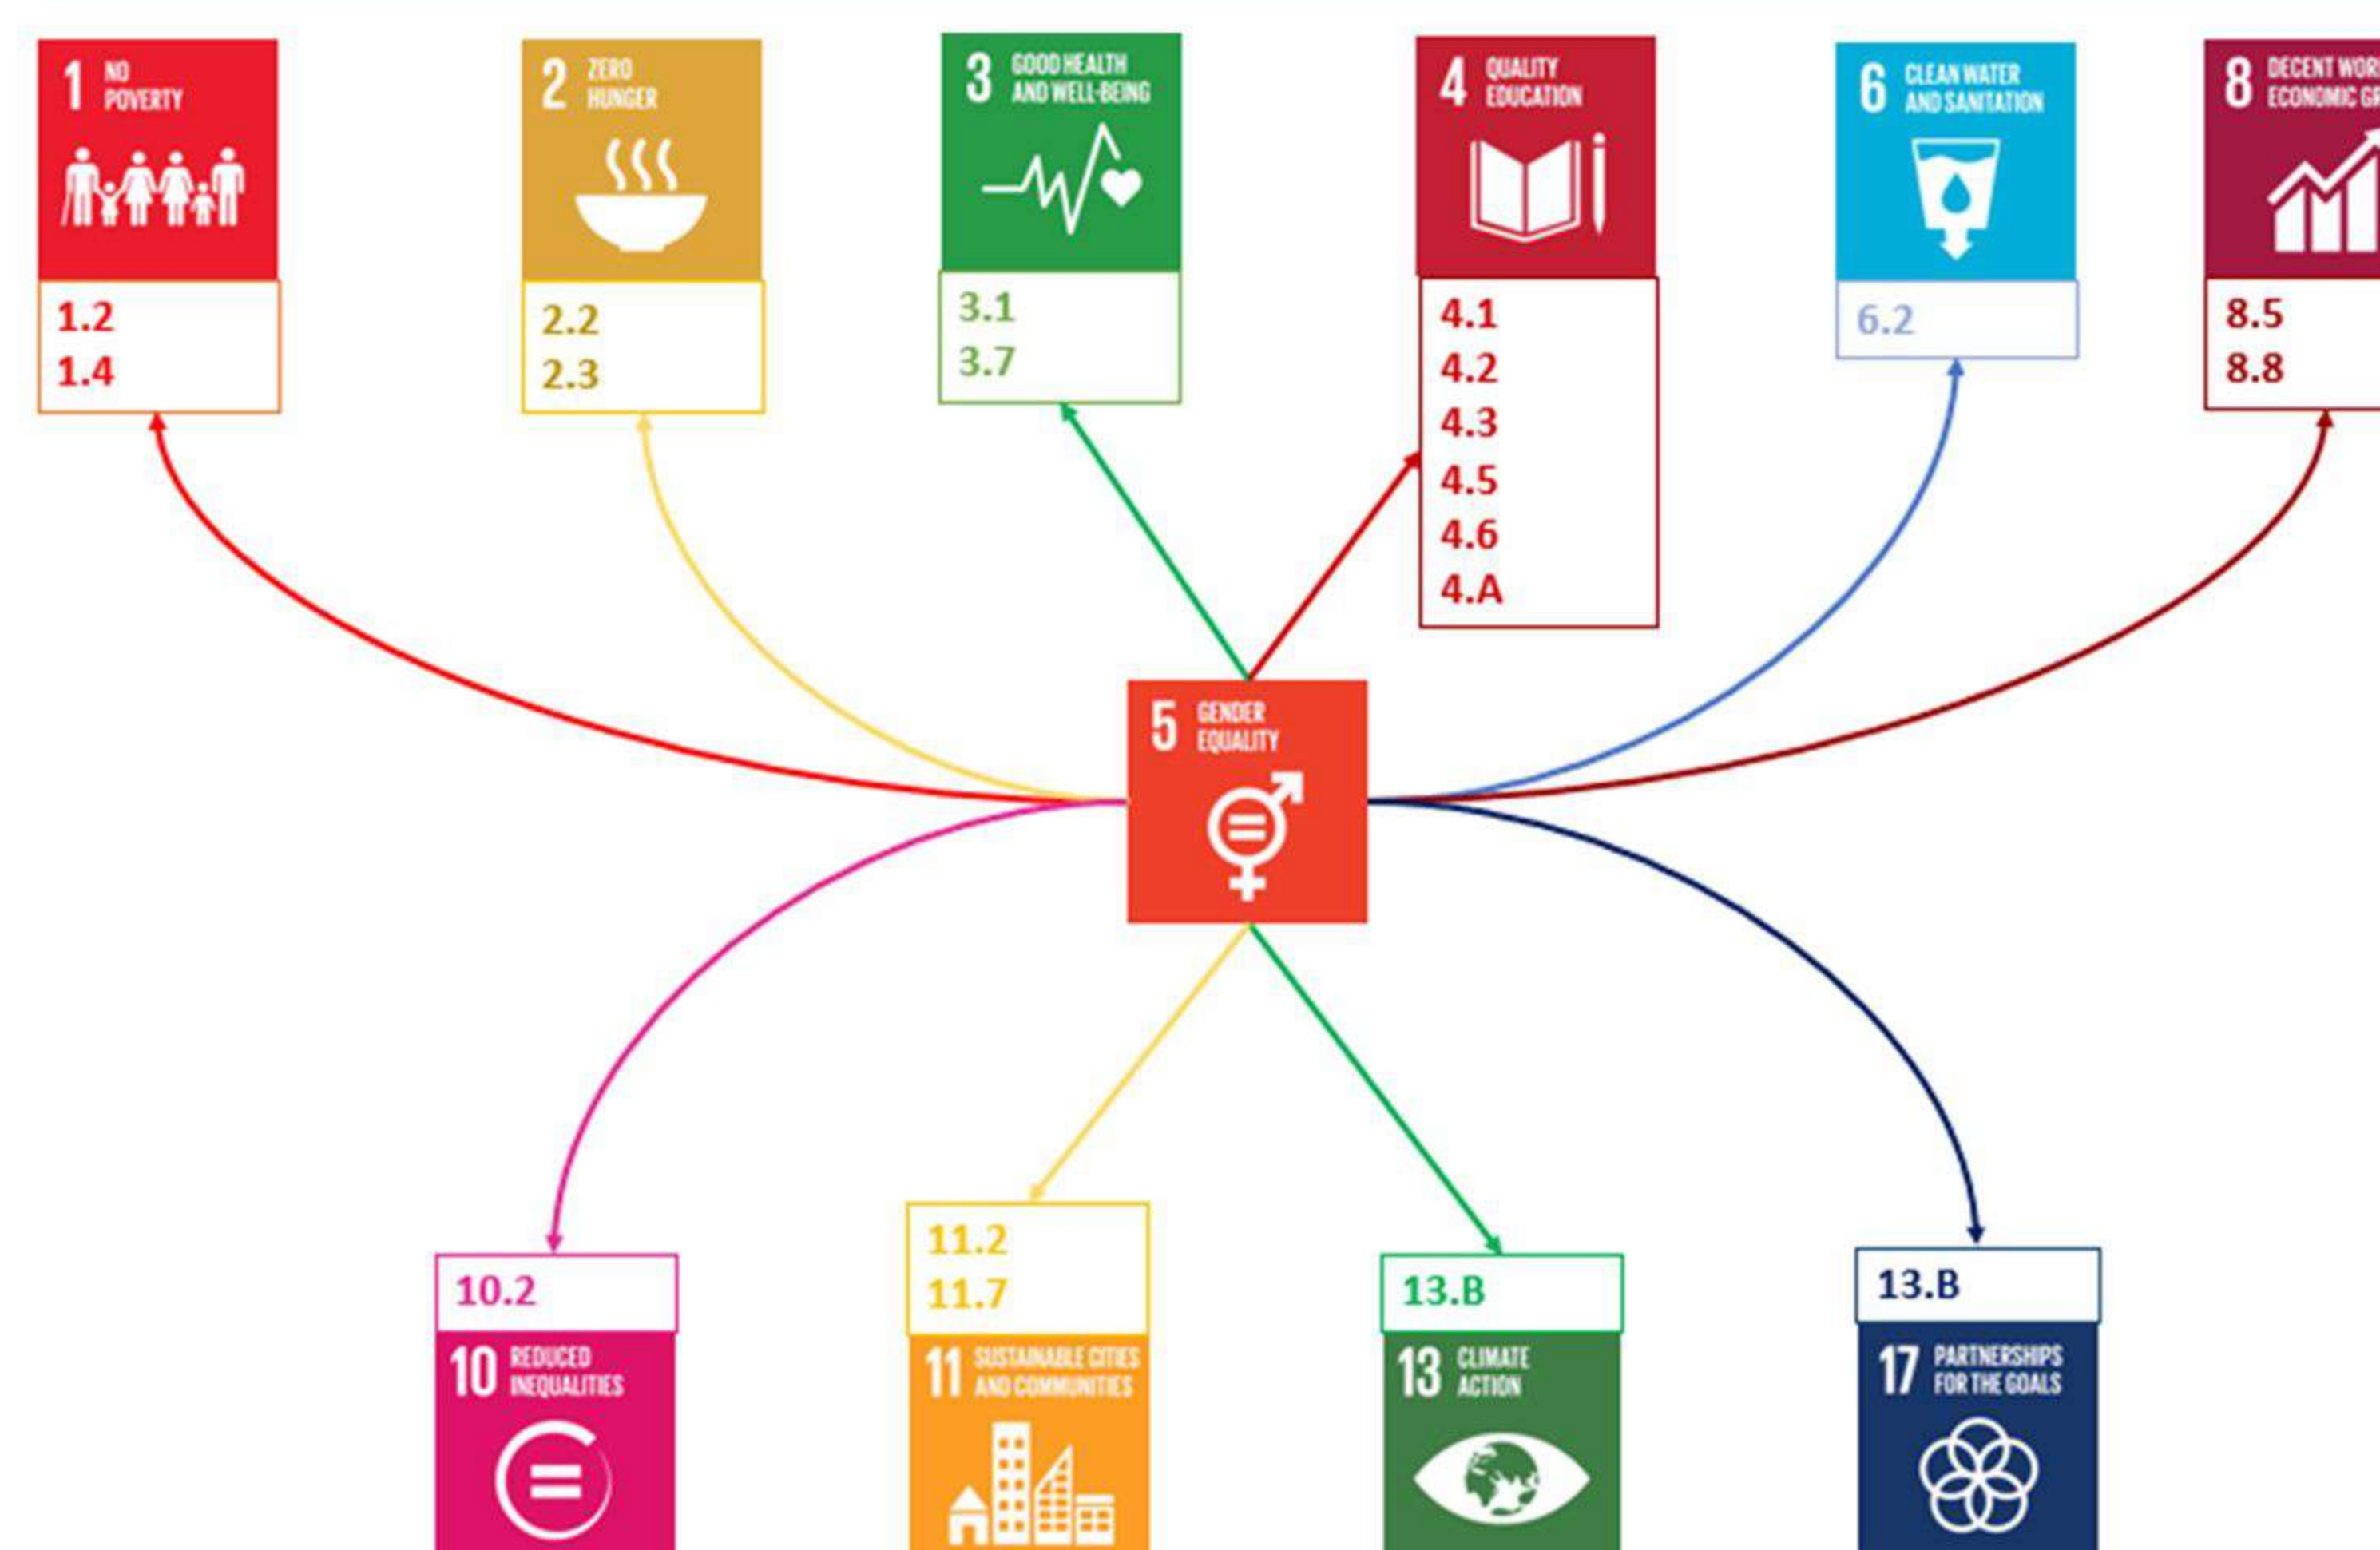 1 NO
POVERTY
1.2
1.4
2 ZERO
HUNGER
2.2
2.3
3 GOOD HEALTH
AND WELL-BEING
3.1
3.7
4 QUALITY
EDUCATION
4.1
4.2
4.3
4.5
4.6
4.A
6 CLEAN WATER
AND SANITATION
6.2
8 DECENT
ECONOMIC
8.5
8.8
5 GENDER
EQUALITY
10.2
10 REDUCED
INEQUALITIES
11.2
11.7
11 SUSTAINABLE CITIES
AND COMMUNITIES
13.B
13 CLIMATE
ACTION
13.B
17 PARTNERSHIPS
FOR THE GOALS